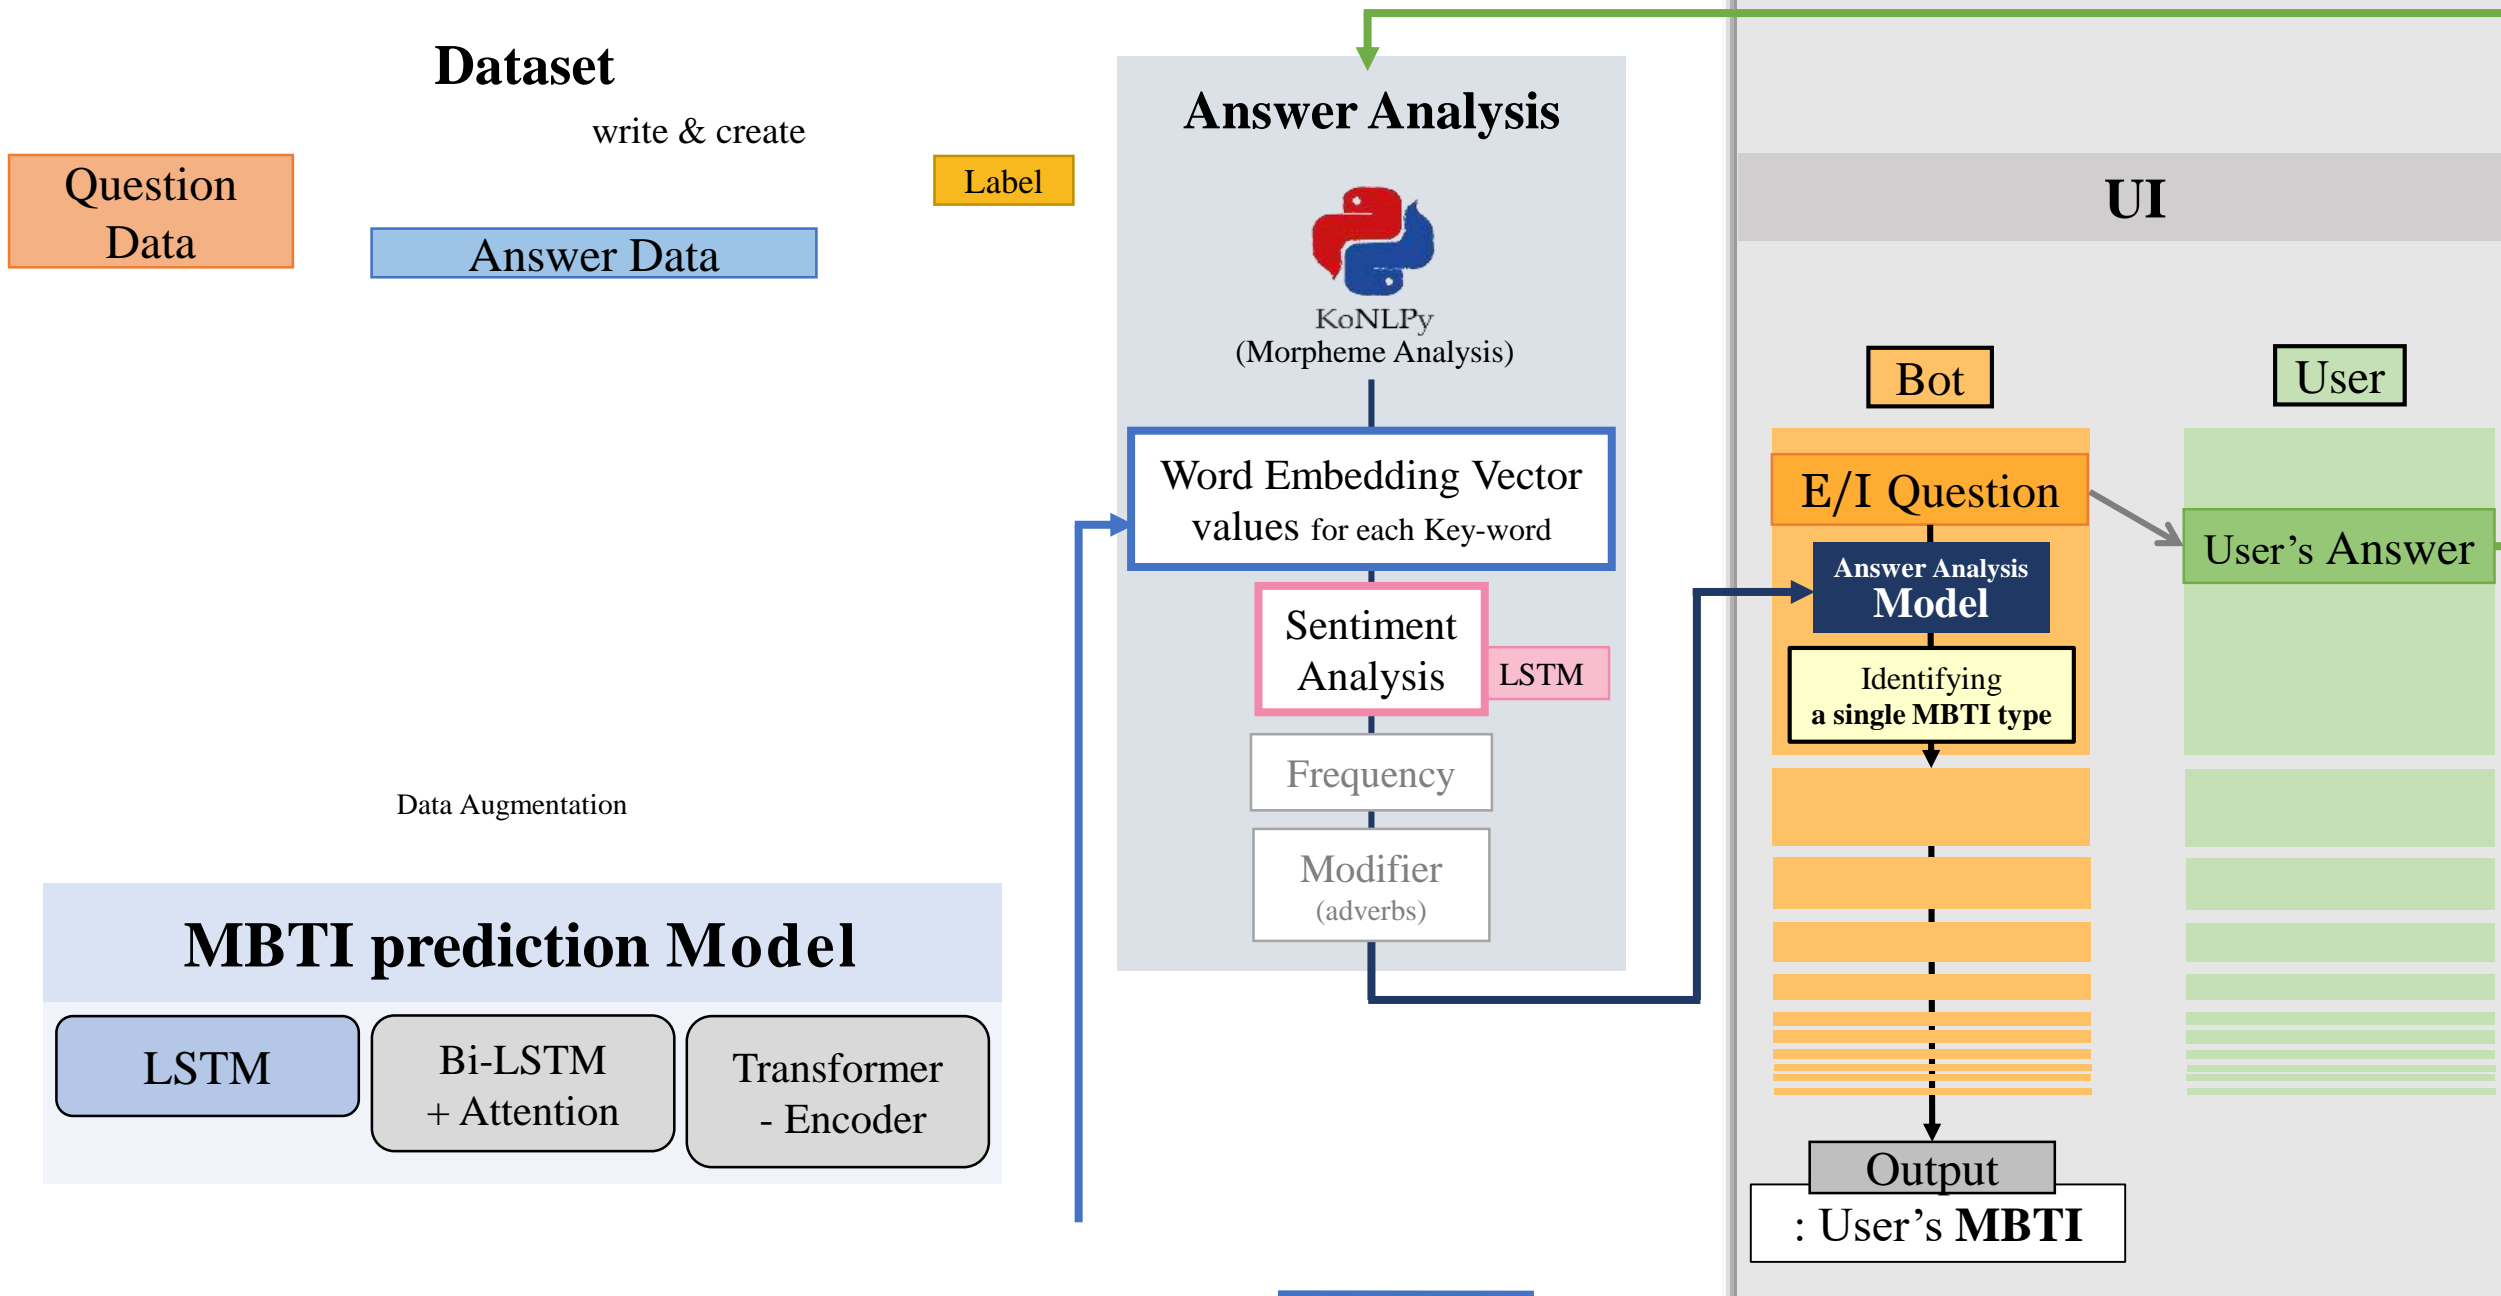 Dataset
write & create
Question
Data
Answer Data
Label
Data Augmentation
MBTI prediction Model
LSTM
Bi-LSTM
+ Attention
Transformer
- Encoder
Answer Analysis
KoNLPy
(Morpheme Analysis)
Word Embedding Vector
values for each Key-word
Sentiment
Analysis
LSTM
Frequency
Modifier
(adverbs)
UI
Bot
User
E/I Question
User’s Answer
Answer Analysis
Model
Identifying
a single MBTI type
Output
: User’s MBTI